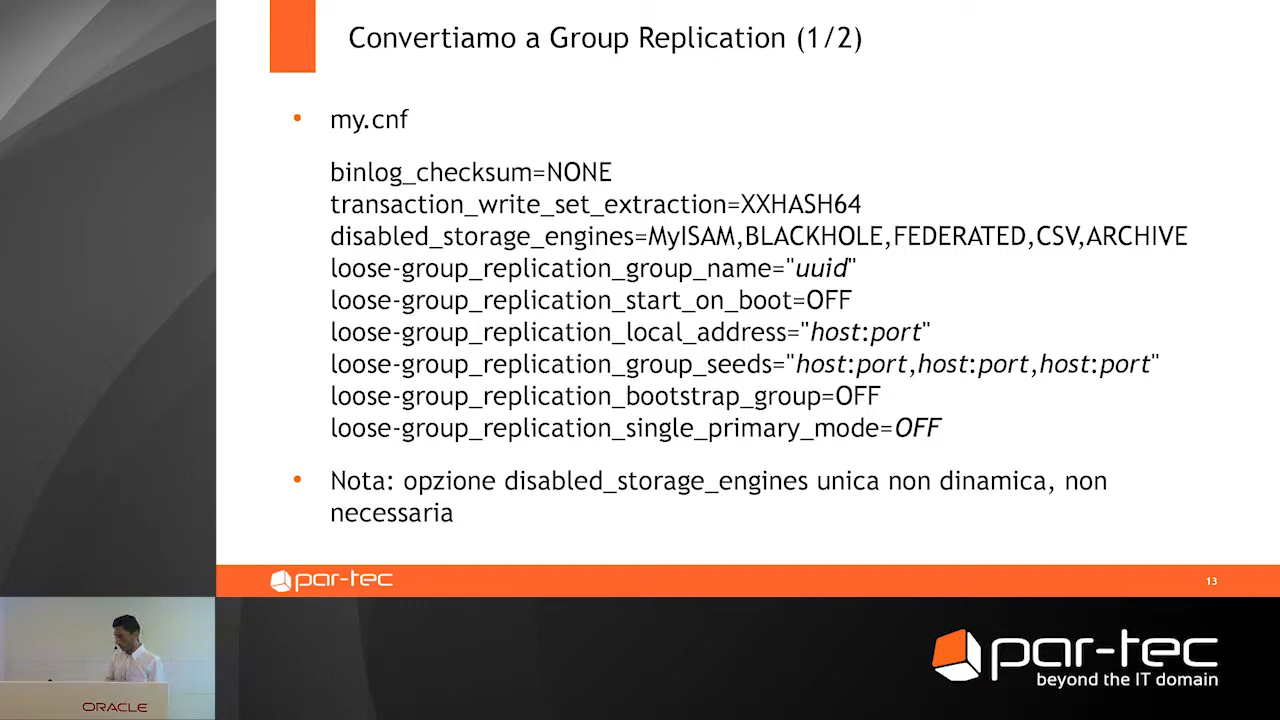 Convertiamo a Group Replication (1/2)
• my.cnf
binlog_checksum=NONE
transaction_write_set_extraction=XXHASH64
disabled_storage_engines=MyISAM,BLACKHOLE,FEDERATED,CSV,ARCHIVE
loose-group_replication_group_name="uuid"
loose-group_replication_start_on_boot=OFF
loose-group_replication_local_address="host:port"
loose-group_replication_group_seeds="host:port,host:port,host:port"
loose-group_replication_bootstrap_group=OFF
loose-group_replication_single_primary_mode=OFF
• Nota: opzione disabled_storage_engines unica non dinamica, non
necessaria
par-tec
13
ORACLE
par-tec
beyond the IT domain